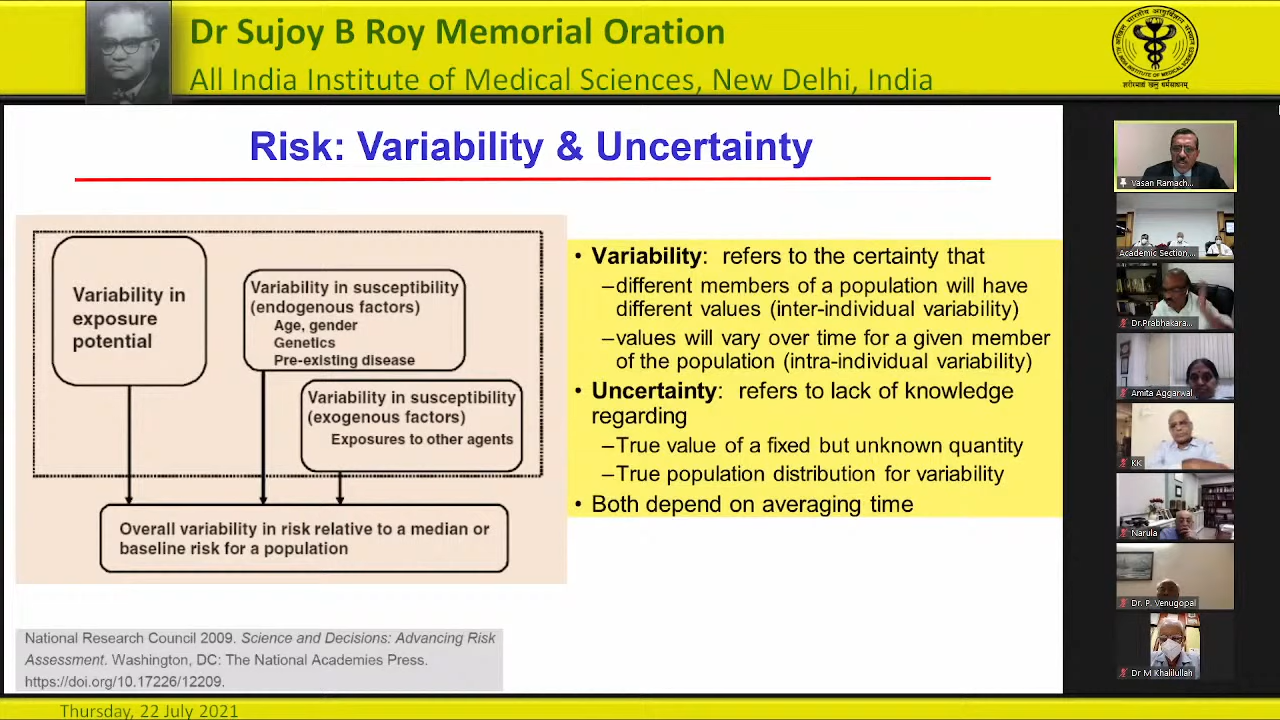 Dr Sujoy B Roy Memorial Oration
All India Institute of Medical Sciences, New Delhi, India
शरीरमाद्यं खलु धर्मसाधनम्
Risk: Variability & Uncertainty
Variability in
exposure
potential
Variability in susceptibility
(endogenous factors)
Age, gender
Genetics
Pre-existing disease
Variability in susceptibility
(exogenous factors)
Exposures to other agents
Overall variability in risk relative to a median or
baseline risk for a population
• Variability: refers to the certainty that
–different members of a population will have
different values (inter-individual variability)
–values will vary over time for a given member
of the population (intra-individual variability)
• Uncertainty: refers to lack of knowledge
regarding
–True value of a fixed but unknown quantity
–True population distribution for variability
• Both depend on averaging time
National Research Council 2009. Science and Decisions: Advancing Risk
Assessment. Washington, DC: The National Academies Press.
https://doi.org/10.17226/12209.
Vasan Ramach...
Academic Section,...
Dr.Prabhakara...
Amita Aggarwal
KK
Narula
Dr. P. Venugopal
Dr M Khalilullah
Thursday, 22 July 2021